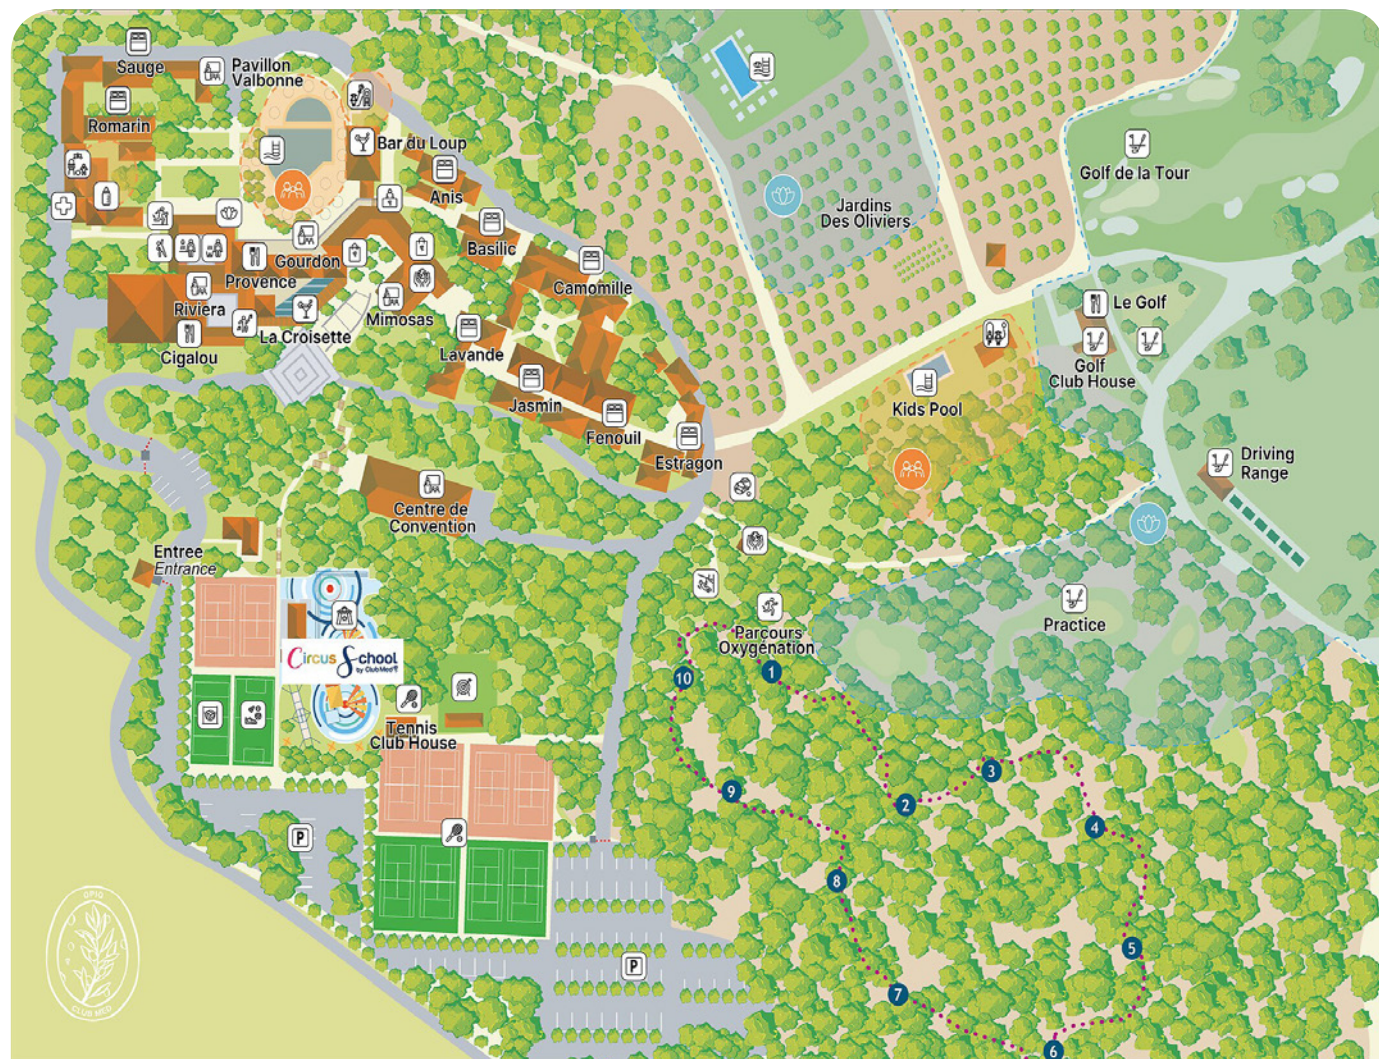 Sauge
Pavillon
Valbonne
Romarin
Bar du Loup
Anis
Golf de la Tour
Jardins
Des Oliviers
Basilic
Gourdon
Provence
Camomille
Riviera
Mimosas
La Croisette
Le Golf
Cigalou
Lavande
Golf
Club House
Jasmin
Kids Pool
Fenouil
Estragon
Driving
Range
Centre de
Convention
Entree
Entrance
Practice
Parcours
Oxygénation
Circus School
by Club Med
Tennis
Club House
1
10
2
3
4
9
8
5
7
6
P
P
OPIO
CLUB MED